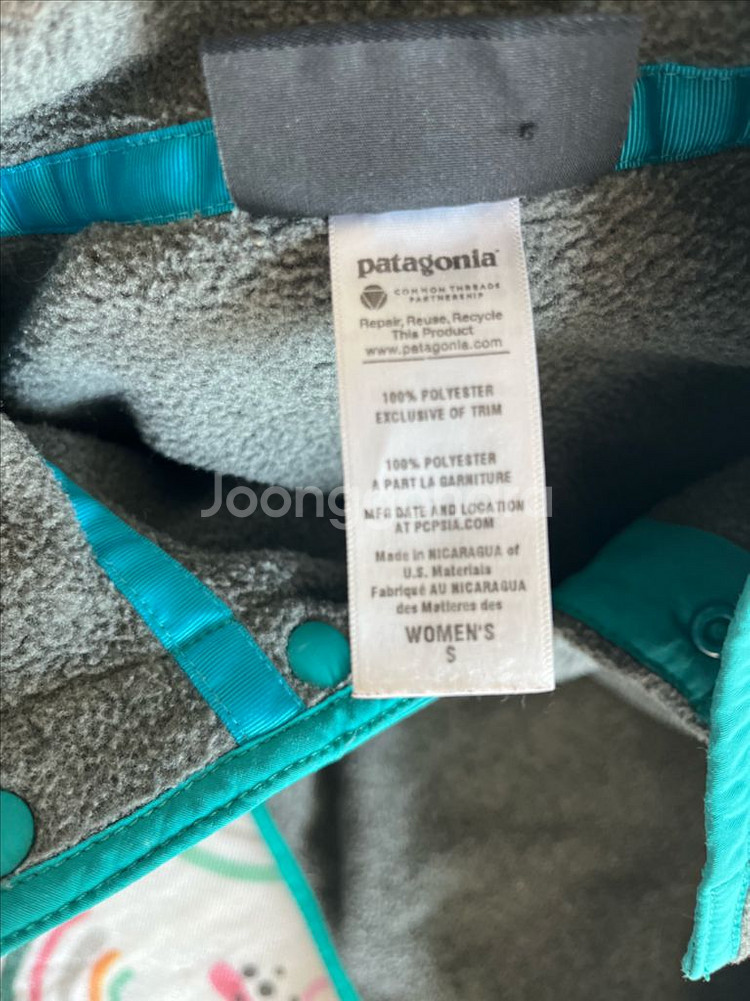 patagonia
COMMON THREADS
PARTNERSHIP
Repair, Reuse, Recycle
This Product
www.patagonia.com
100% POLYESTER
EXCLUSIVE OF TRIM
100% POLYESTER
A PART LA GARNITURE
MFG DATE AND LOCATION
AT PCPSIA.COM
Made in NICARAGUA of
U.S. Materials
Fabriqué AU NICARAGUA
des Matieres des
WOMEN'S
S